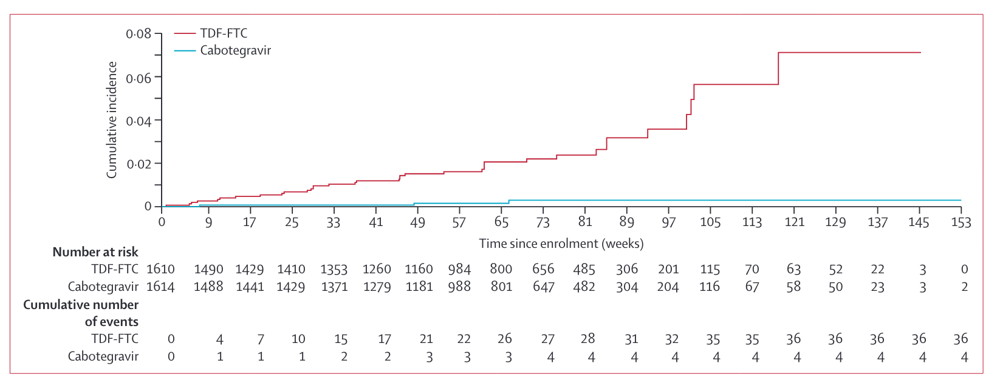 0·08
TDF-FTC
Cabotegravir
0·06
0·04
0·02
0
Cumulative incidence
0 9 17 25 33 41 49 57 65 73 81 89 97 105 113 121 129 137 145 153
Time since enrolment (weeks)
Number at risk
TDF-FTC 1610 1490 1429 1410 1353 1260 1160 984 800 656 485 306 201 115 70 63 52 22 3 0
Cabotegravir 1614 1488 1441 1429 1371 1279 1181 988 801 647 482 304 204 116 67 58 50 23 3 2
Cumulative number
of events
TDF-FTC 0 4 7 10 15 17 21 22 26 27 28 31 32 35 35 36 36 36 36 36
Cabotegravir 0 1 1 1 2 2 3 3 3 4 4 4 4 4 4 4 4 4 4 4